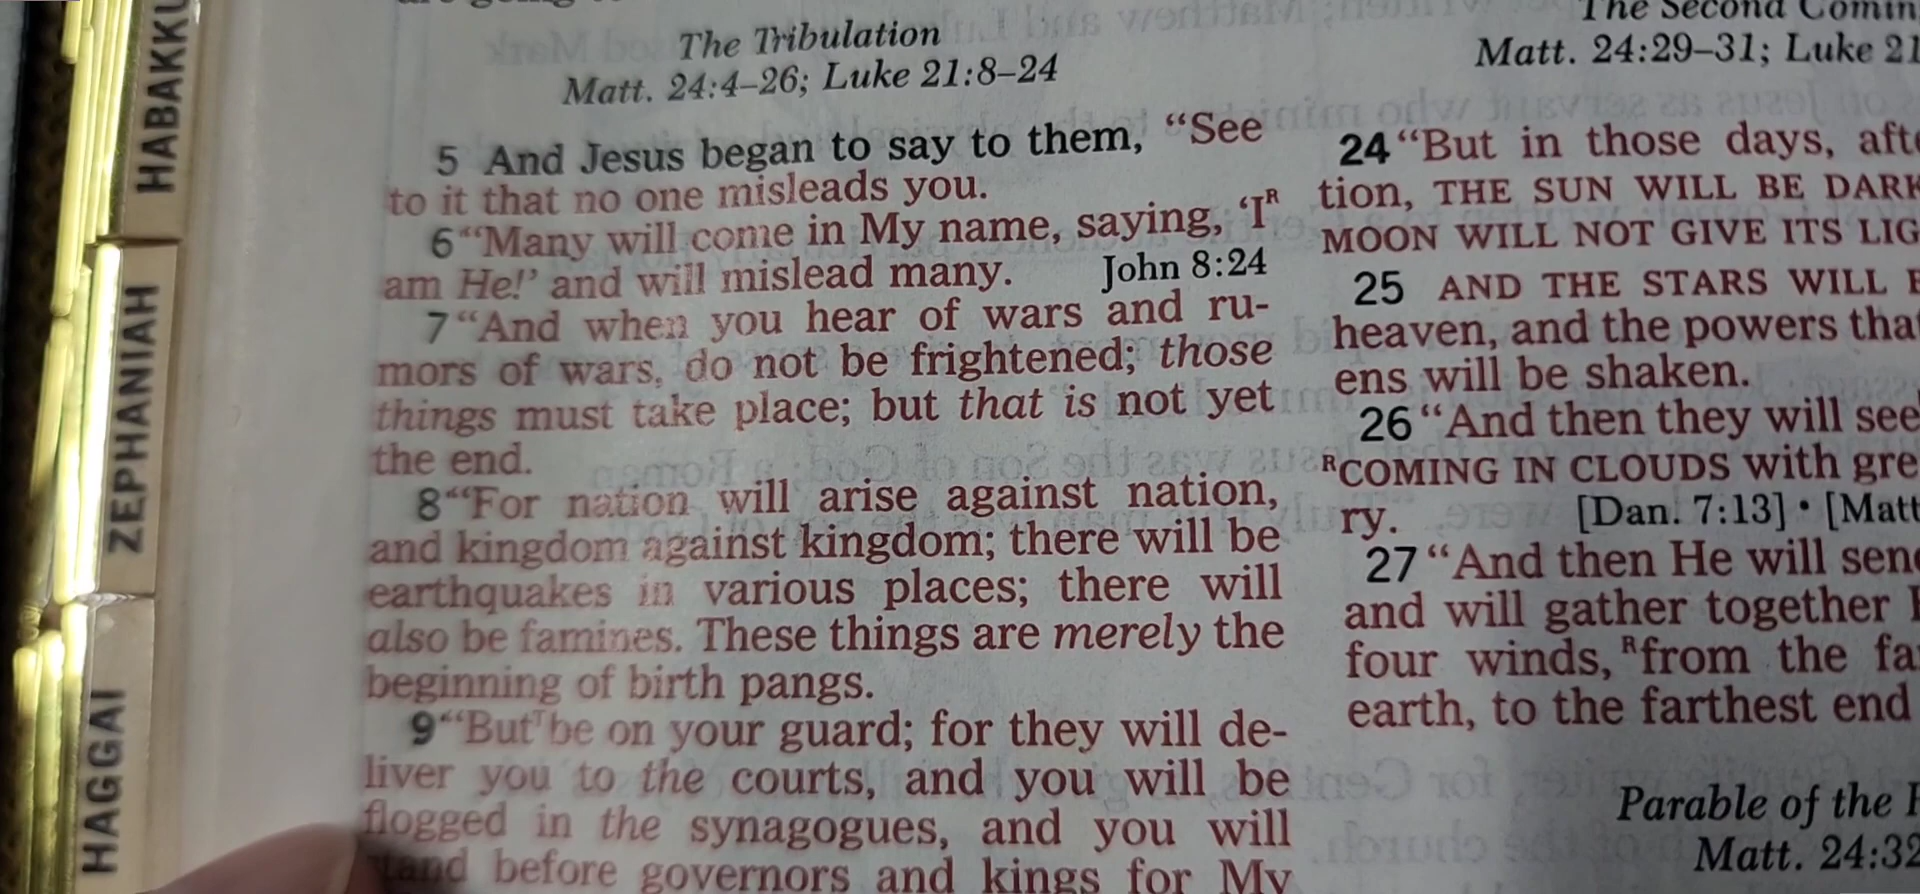 HABAKKU
ZEPHANIAH
HAGGAI
The Tribulation
Matt. 24:4–26; Luke 21:8–24
5 And Jesus began to say to them, “See
to it that no one misleads you.
6“Many will come in My name, saying, ‘Iᴿ
am He!’ and will mislead many. John 8:24
7“And when you hear of wars and ru-
mors of wars, do not be frightened; those
things must take place; but that is not yet
the end.
8“For nation will arise against nation,
and kingdom against kingdom; there will be
earthquakes in various places; there will
also be famines. These things are merely the
beginning of birth pangs.
9“Butᵀbe on your guard; for they will de-
liver you to the courts, and you will be
flogged in the synagogues, and you will
tand before governors and kings for My
The Second Comin
Matt. 24:29–31; Luke 21
24“But in those days, afte
tion, THE SUN WILL BE DARK
MOON WILL NOT GIVE ITS LIG
25 AND THE STARS WILL
heaven, and the powers that
ens will be shaken.
26“And then they will see
ᴿCOMING IN CLOUDS with gre
ry. [Dan. 7:13] • [Matt
27“And then He will sen
and will gather together
four winds, ᴿfrom the fa
earth, to the farthest end
Parable of the
Matt. 24:32